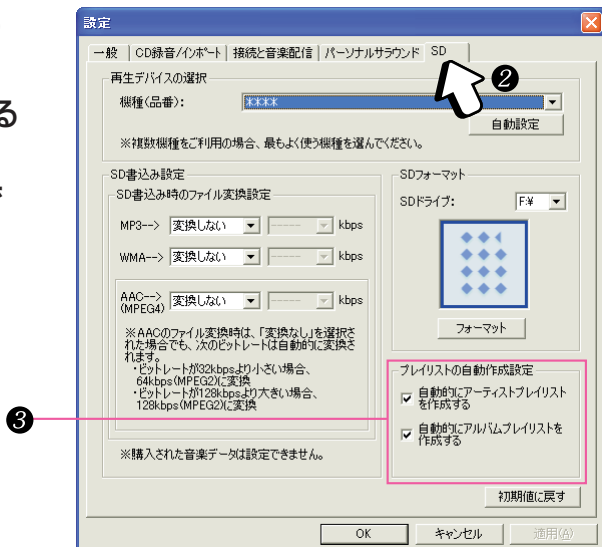 設定
一般
CD録音/インポート
接続と音楽配信
パーソナルサラウンド
SD
❷
再生デバイスの選択
機種(品番):
****
自動設定
※複数機種をご利用の場合、最もよく使う機種を選んでください。
る
SD書込み設定
SD書込み時のファイル変換設定
MP3--> 変換しない ----- kbps
WMA--> 変換しない ----- kbps
AAC-->
(MPEG4) 変換しない ----- kbps
※AACのファイル変換時は、「変換なし」を選択さ
れた場合でも、次のビットレートは自動的に変換さ
れます。
・ビットレートが32kbpsより小さい場合、
64kbps(MPEG2)に変換
・ビットレートが128kbpsより大きい場合、
128kbps(MPEG2)に変換
※購入された音楽データは設定できません。
SDフォーマット
SDドライブ: F:¥
フォーマット
❸
プレイリストの自動作成設定
自動的にアーティストプレイリスト
を作成する
自動的にアルバムプレイリストを
作成する
初期値に戻す
OK
キャンセル
適用(A)